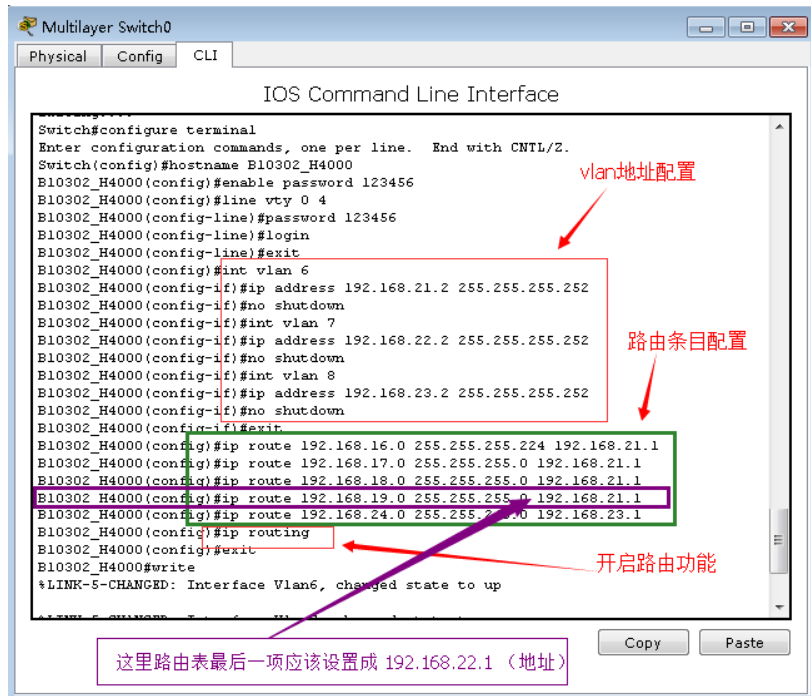 Multilayer Switch0
Physical Config CLI
IOS Command Line Interface
Switch#configure terminal
Enter configuration commands, one per line. End with CNTL/Z.
Switch(config)#hostname B10302_H4000
vlan地址配置
B10302_H4000(config)#enable password 123456
B10302_H4000(config)#line vty 0 4
B10302_H4000(config-line)#password 123456
B10302_H4000(config-line)#login
B10302_H4000(config-line)#exit
B10302_H4000(config)#int vlan 6
B10302_H4000(config-if)#ip address 192.168.21.2 255.255.255.252
B10302_H4000(config-if)#no shutdown
B10302_H4000(config-if)#int vlan 7
B10302_H4000(config-if)#ip address 192.168.22.2 255.255.255.252
路由条目配置
B10302_H4000(config-if)#no shutdown
B10302_H4000(config-if)#int vlan 8
B10302_H4000(config-if)#ip address 192.168.23.2 255.255.255.252
B10302_H4000(config-if)#no shutdown
B10302_H4000(config-if)#exit
B10302_H4000(config)#ip route 192.168.16.0 255.255.255.224 192.168.21.1
B10302_H4000(config)#ip route 192.168.17.0 255.255.255.0 192.168.21.1
B10302_H4000(config)#ip route 192.168.18.0 255.255.255.0 192.168.21.1
B10302_H4000(config)#ip route 192.168.19.0 255.255.255.0 192.168.21.1
B10302_H4000(config)#ip route 192.168.24.0 255.255.255.0 192.168.23.1
B10302_H4000(config)#ip routing
B10302_H4000(config)#exit
开启路由功能
B10302_H4000#write
%LINK-5-CHANGED: Interface Vlan6, changed state to up
Copy Paste
这里路由表最后一项应该设置成 192.168.22.1 （地址）